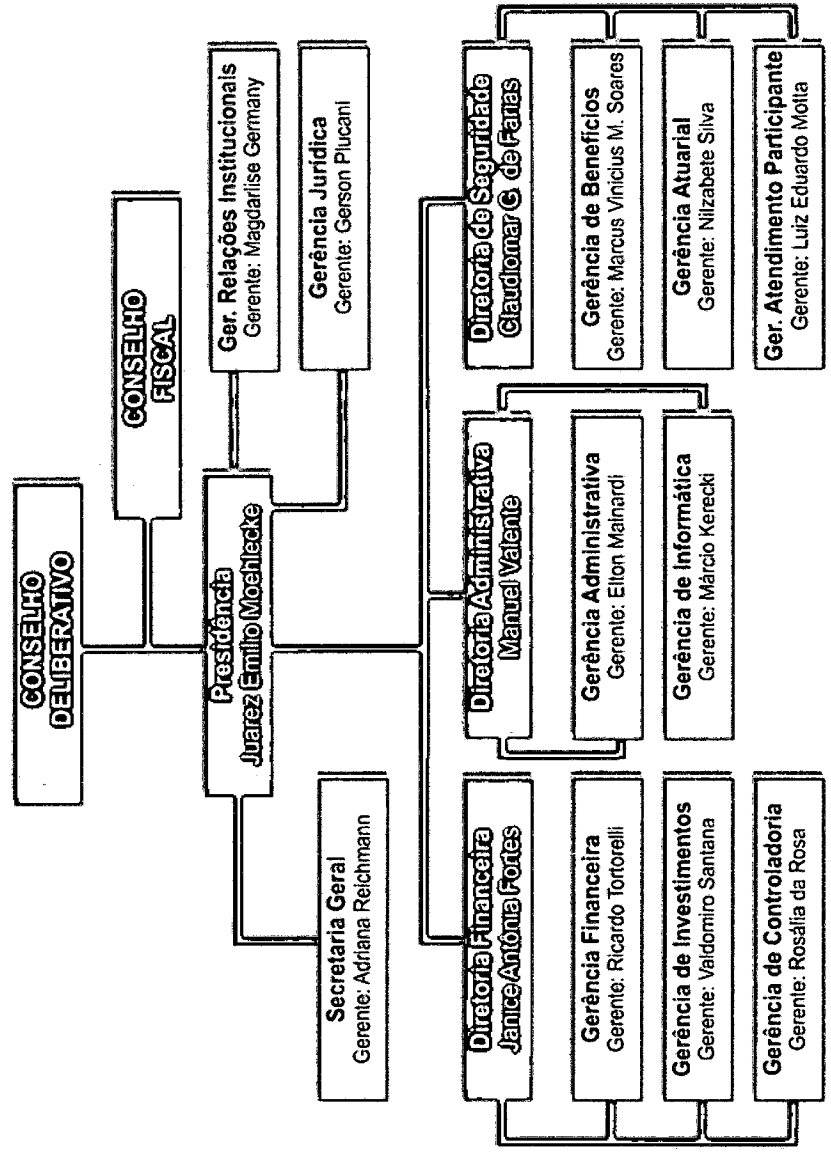 CONSELHO
DELIBERATIVO
CONSELHO
FISCAL
Presidência
Juarez Emilio Moehlecke
Ger. Relações Institucionais
Gerente: Magdarlise Germany
Gerência Jurídica
Gerente: Gerson Plucani
Secretaria Geral
Gerente: Adriana Reichmann
Diretoria Financeira
Janice Antônia Fortes
Gerência Financeira
Gerente: Ricardo Tortorelli
Gerência de Investimentos
Gerente: Valdomiro Santana
Gerência de Controladoria
Gerente: Rosália da Rosa
Diretoria Administrativa
Manuel Valente
Gerência Administrativa
Gerente: Elton Mainardi
Gerência de Informática
Gerente: Márcio Kerecki
Diretoria de Seguridade
Claudiomar G. de Farias
Gerência de Benefícios
Gerente: Marcus Vinicius M. Soares
Gerência Atuarial
Gerente: Nilzabete Silva
Ger. Atendimento Participante
Gerente: Luiz Eduardo Motta